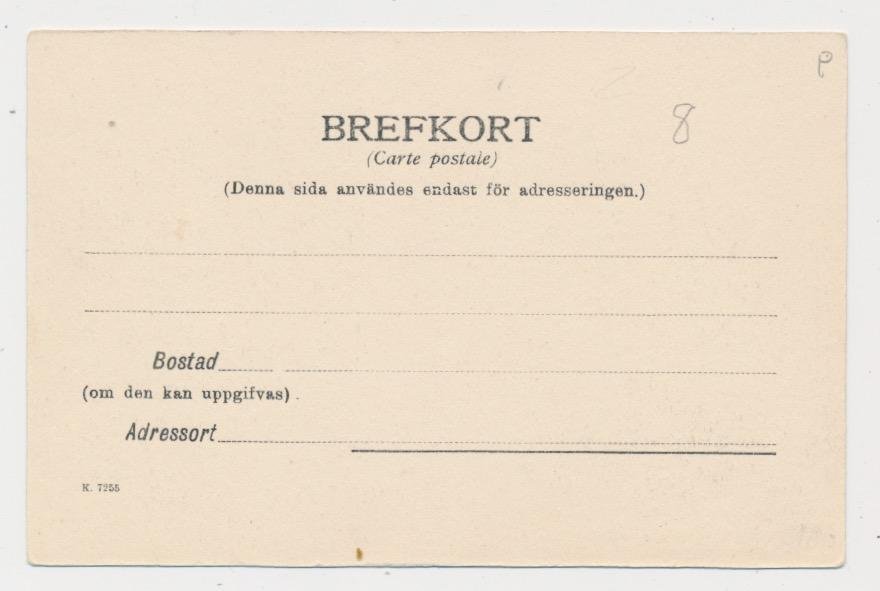 P
8
BREFKORT
(Carte postale)
(Denna sida användes endast för adresseringen.)
Bostad
(om den kan uppgifvas).
Adressort
K. 7255